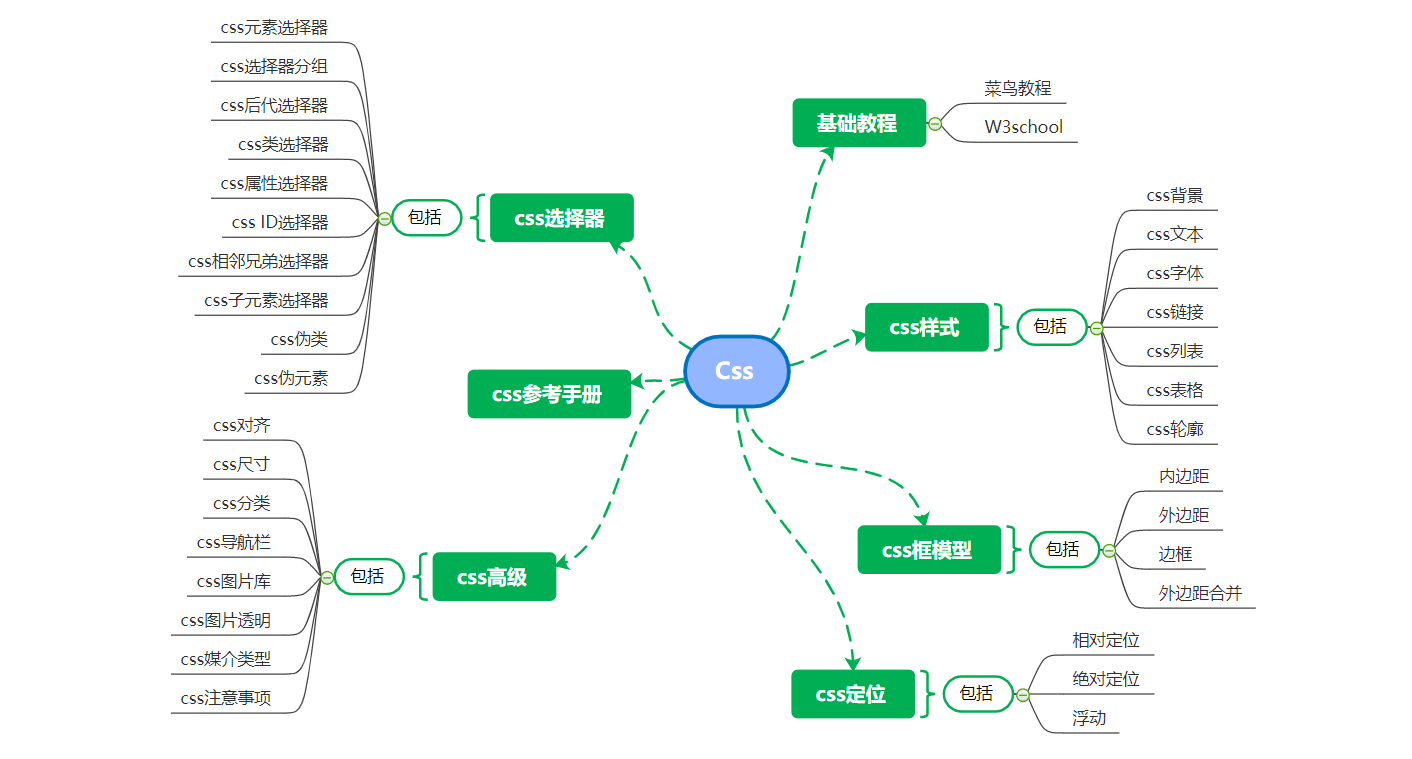 Css
基础教程
菜鸟教程
W3school
css样式
包括
css背景
css文本
css字体
css链接
css列表
css表格
css轮廓
css框模型
包括
内边距
外边距
边框
外边距合并
css定位
包括
相对定位
绝对定位
浮动
css选择器
包括
css元素选择器
css选择器分组
css后代选择器
css类选择器
css属性选择器
css ID选择器
css相邻兄弟选择器
css子元素选择器
css伪类
css伪元素
css参考手册
css高级
包括
css对齐
css尺寸
css分类
css导航栏
css图片库
css图片透明
css媒介类型
css注意事项